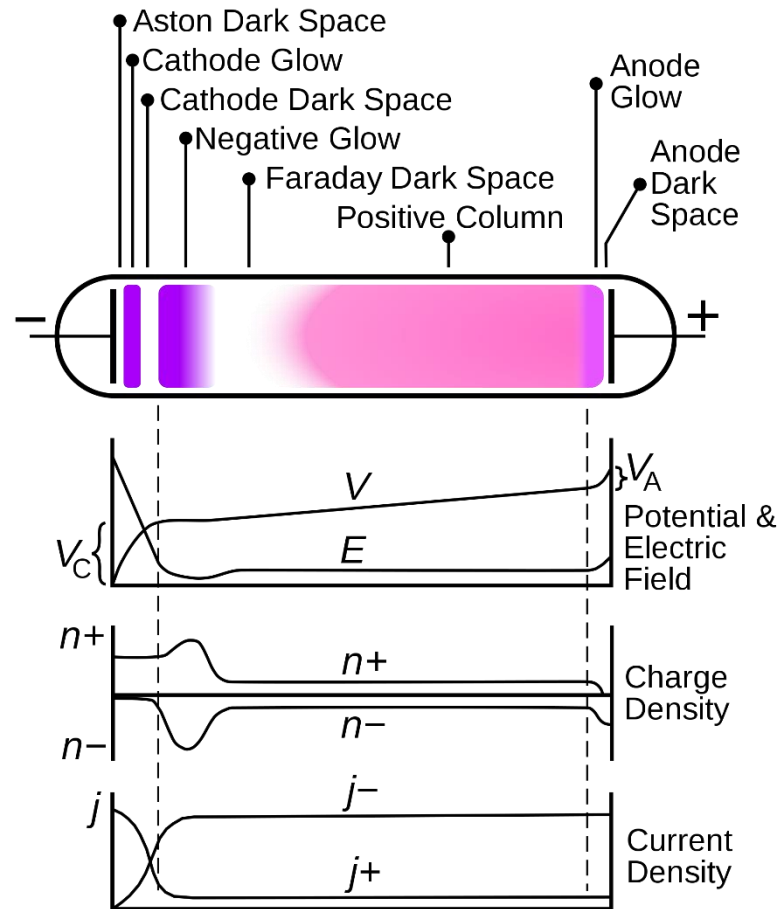 Aston Dark Space
Cathode Glow
Cathode Dark Space
Negative Glow
Faraday Dark Space
Positive Column
Anode
Glow
Anode
Dark
Space
−
+
V
E
VC
VA
Potential &
Electric
Field
n+
n−
n+
n−
Charge
Density
j
j−
j+
Current
Density